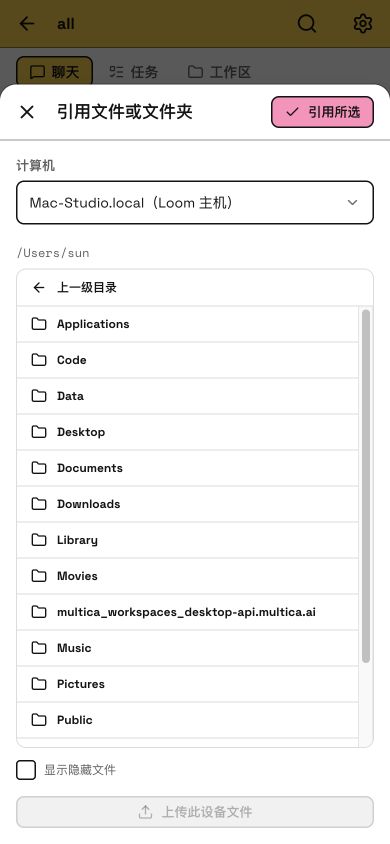 all
聊天
任务
工作区
引用文件或文件夹
引用所选
计算机
Mac-Studio.local（Loom 主机）
/Users/sun
上一级目录
Applications
Code
Data
Desktop
Documents
Downloads
Library
Movies
multica_workspaces_desktop-api.multica.ai
Music
Pictures
Public
显示隐藏文件
上传此设备文件